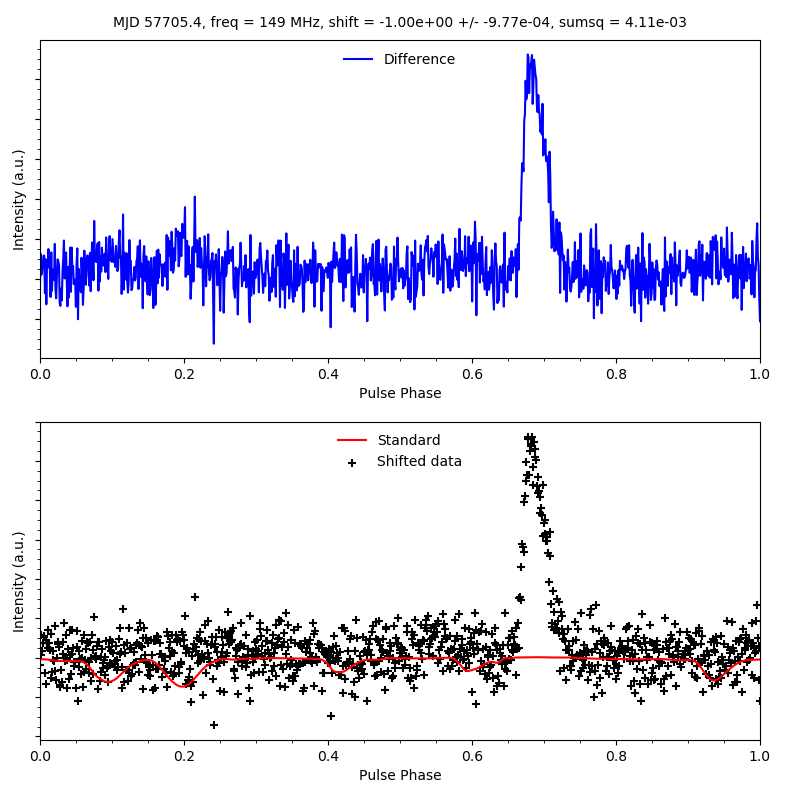 MJD 57705.4, freq = 149 MHz, shift = -1.00e+00 +/- -9.77e-04, sumsq = 4.11e-03
Difference
Intensity (a.u.)
0.0 0.2 0.4 0.6 0.8 1.0
Pulse Phase
Standard
Shifted data
Intensity (a.u.)
0.0 0.2 0.4 0.6 0.8 1.0
Pulse Phase